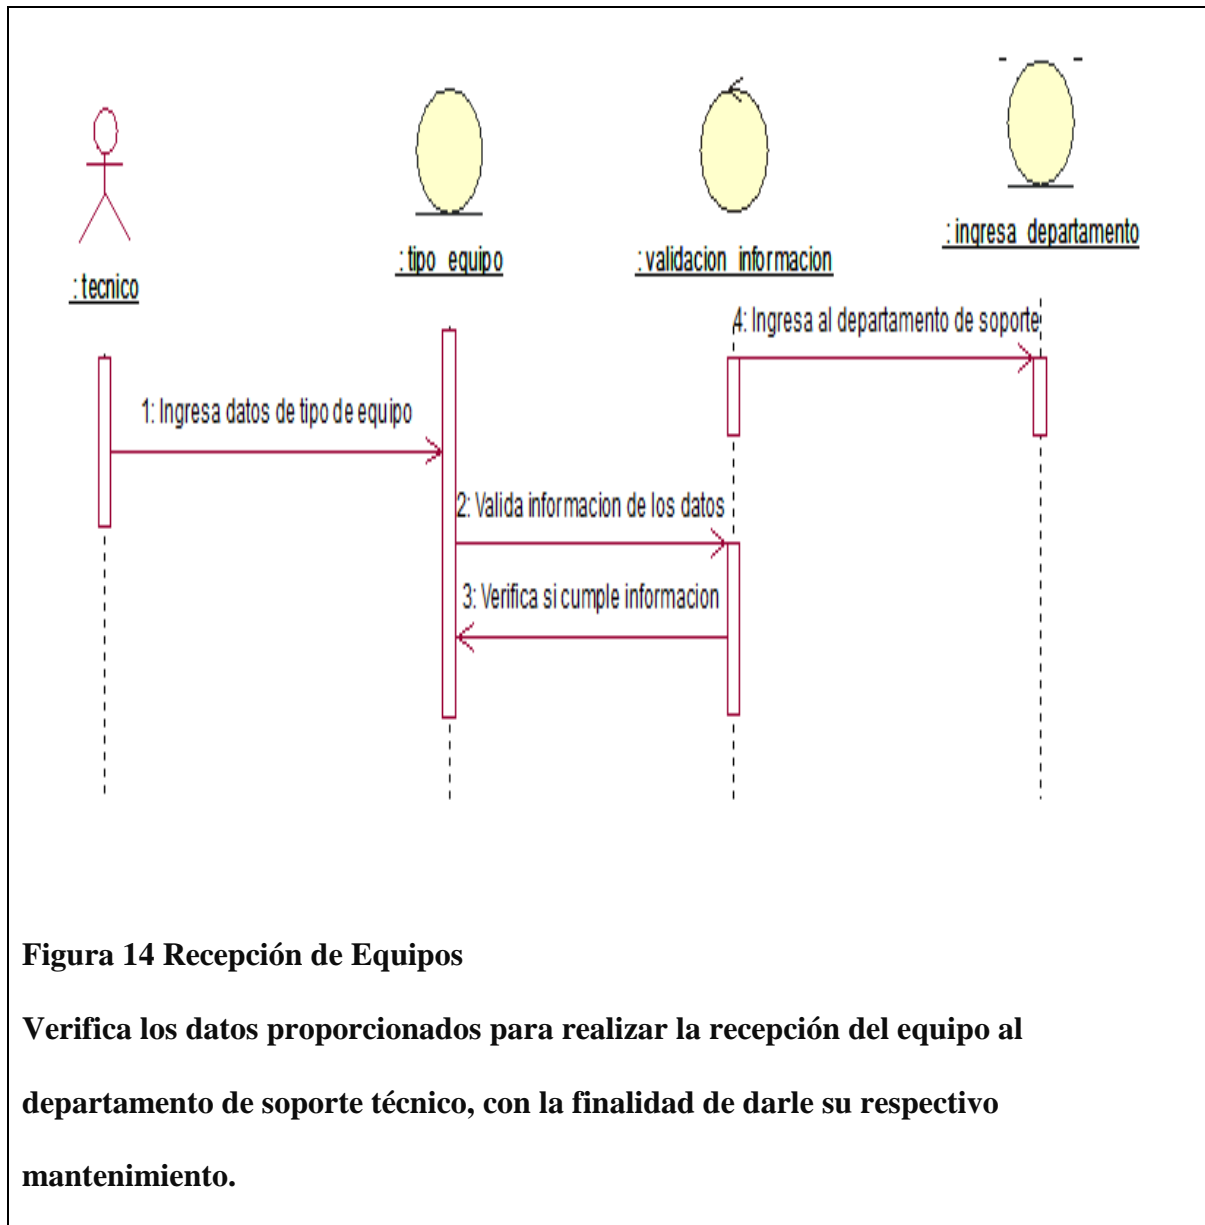 : tecnico
: tipo_equipo
: validacion_informacion
: ingresa_departamento
4: Ingresa al departamento de soporte
1: Ingresa datos de tipo de equipo
2: Valida informacion de los datos
3: Verifica si cumple informacion
Figura 14 Recepción de Equipos
Verifica los datos proporcionados para realizar la recepción del equipo al
departamento de soporte técnico, con la finalidad de darle su respectivo
mantenimiento.